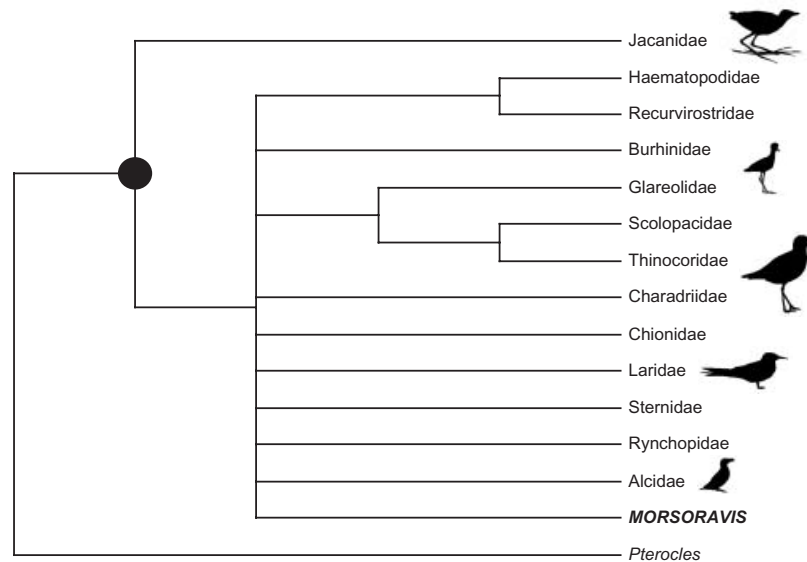 Jacanidae
Haematopodidae
Recurvirostridae
Burhinidae
Glareolidae
Scolopacidae
Thinocoridae
Charadriidae
Chionidae
Laridae
Sternidae
Rynchopidae
Alcidae
MORSORAVIS
Pterocles